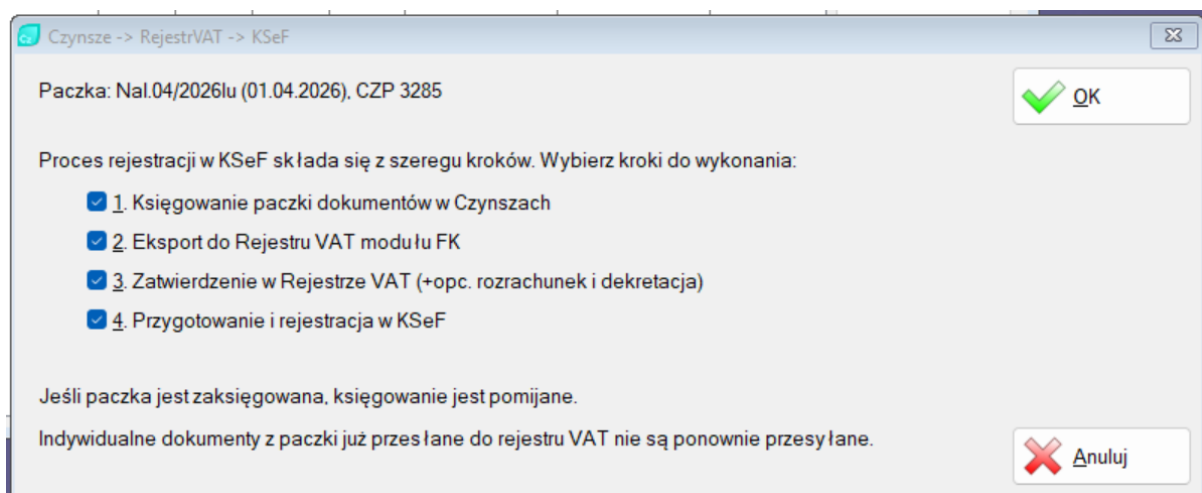 Cz Czynsze -> RejestrVAT -> KSeF
Paczka: Nal.04/2026lu (01.04.2026), CZP 3285
OK
Proces rejestracji w KSeF składa się z szeregu kroków. Wybierz kroki do wykonania:
1. Księgowanie paczki dokumentów w Czynszach
2. Eksport do Rejestru VAT modułu FK
3. Zatwierdzenie w Rejestrze VAT (+opc. rozrachunek i dekretacja)
4. Przygotowanie i rejestracja w KSeF
Jeśli paczka jest zaksięgowana, księgowanie jest pomijane.
Indywidualne dokumenty z paczki już przesłane do rejestru VAT nie są ponownie przesyłane.
Anuluj